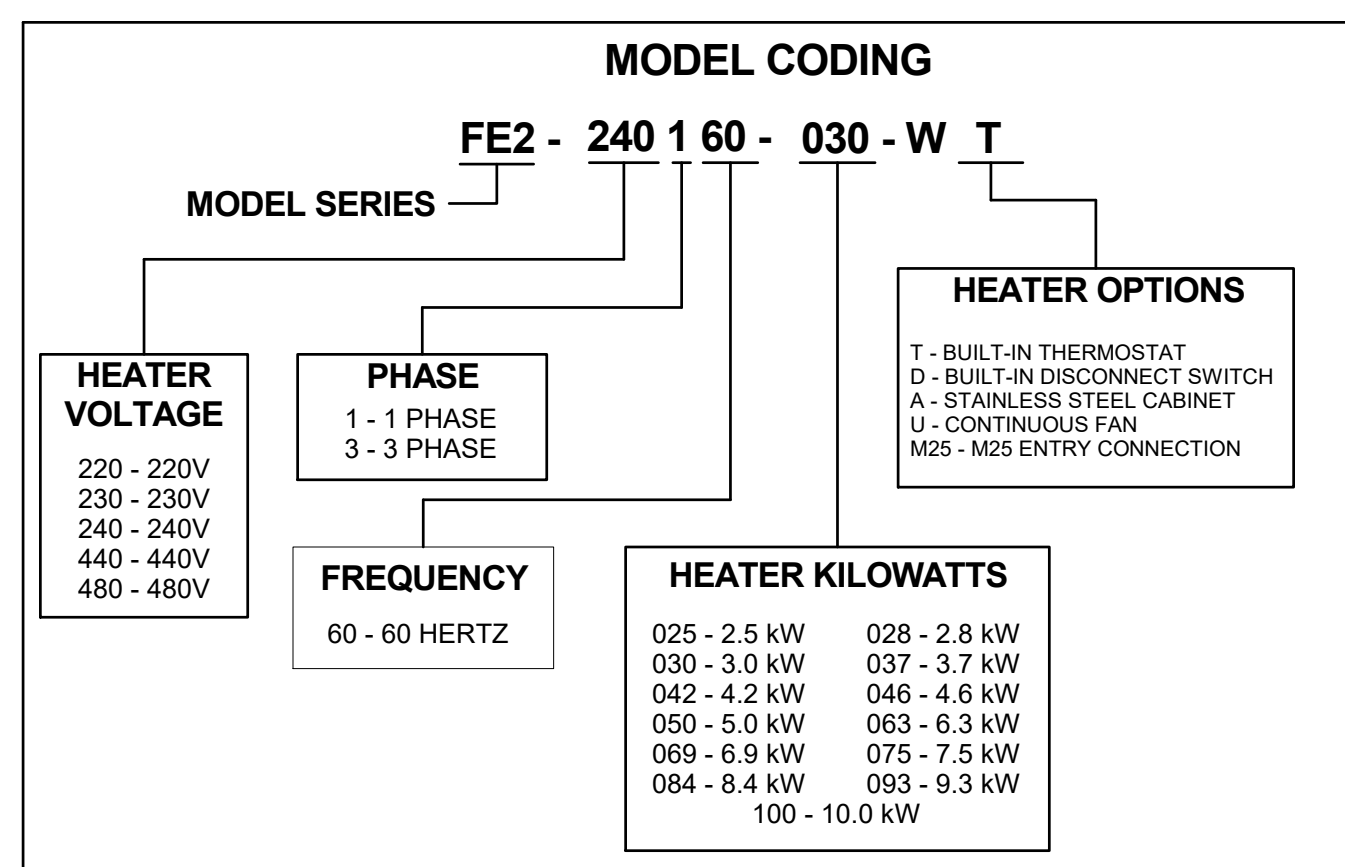 MODEL CODING
FE2 - 240 1 60 - 030 - W T
MODEL SERIES
HEATER VOLTAGE
220 - 220V
230 - 230V
240 - 240V
440 - 440V
480 - 480V
PHASE
1 - 1 PHASE
3 - 3 PHASE
FREQUENCY
60 - 60 HERTZ
HEATER KILOWATTS
025 - 2.5 kW 028 - 2.8 kW
030 - 3.0 kW 037 - 3.7 kW
042 - 4.2 kW 046 - 4.6 kW
050 - 5.0 kW 063 - 6.3 kW
069 - 6.9 kW 075 - 7.5 kW
084 - 8.4 kW 093 - 9.3 kW
100 - 10.0 kW
HEATER OPTIONS
T - BUILT-IN THERMOSTAT
D - BUILT-IN DISCONNECT SWITCH
A - STAINLESS STEEL CABINET
U - CONTINUOUS FAN
M25 - M25 ENTRY CONNECTION